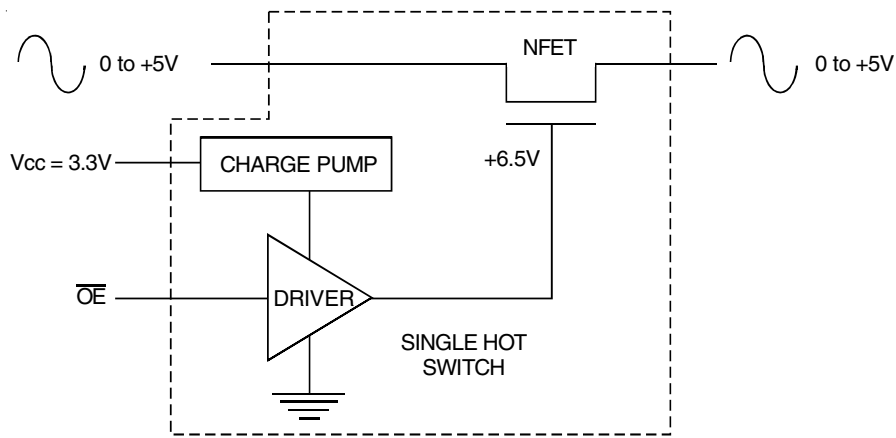 NFET
0 to +5V
0 to +5V
Vcc = 3.3V
CHARGE PUMP
+6.5V
OE
DRIVER
SINGLE HOT
SWITCH